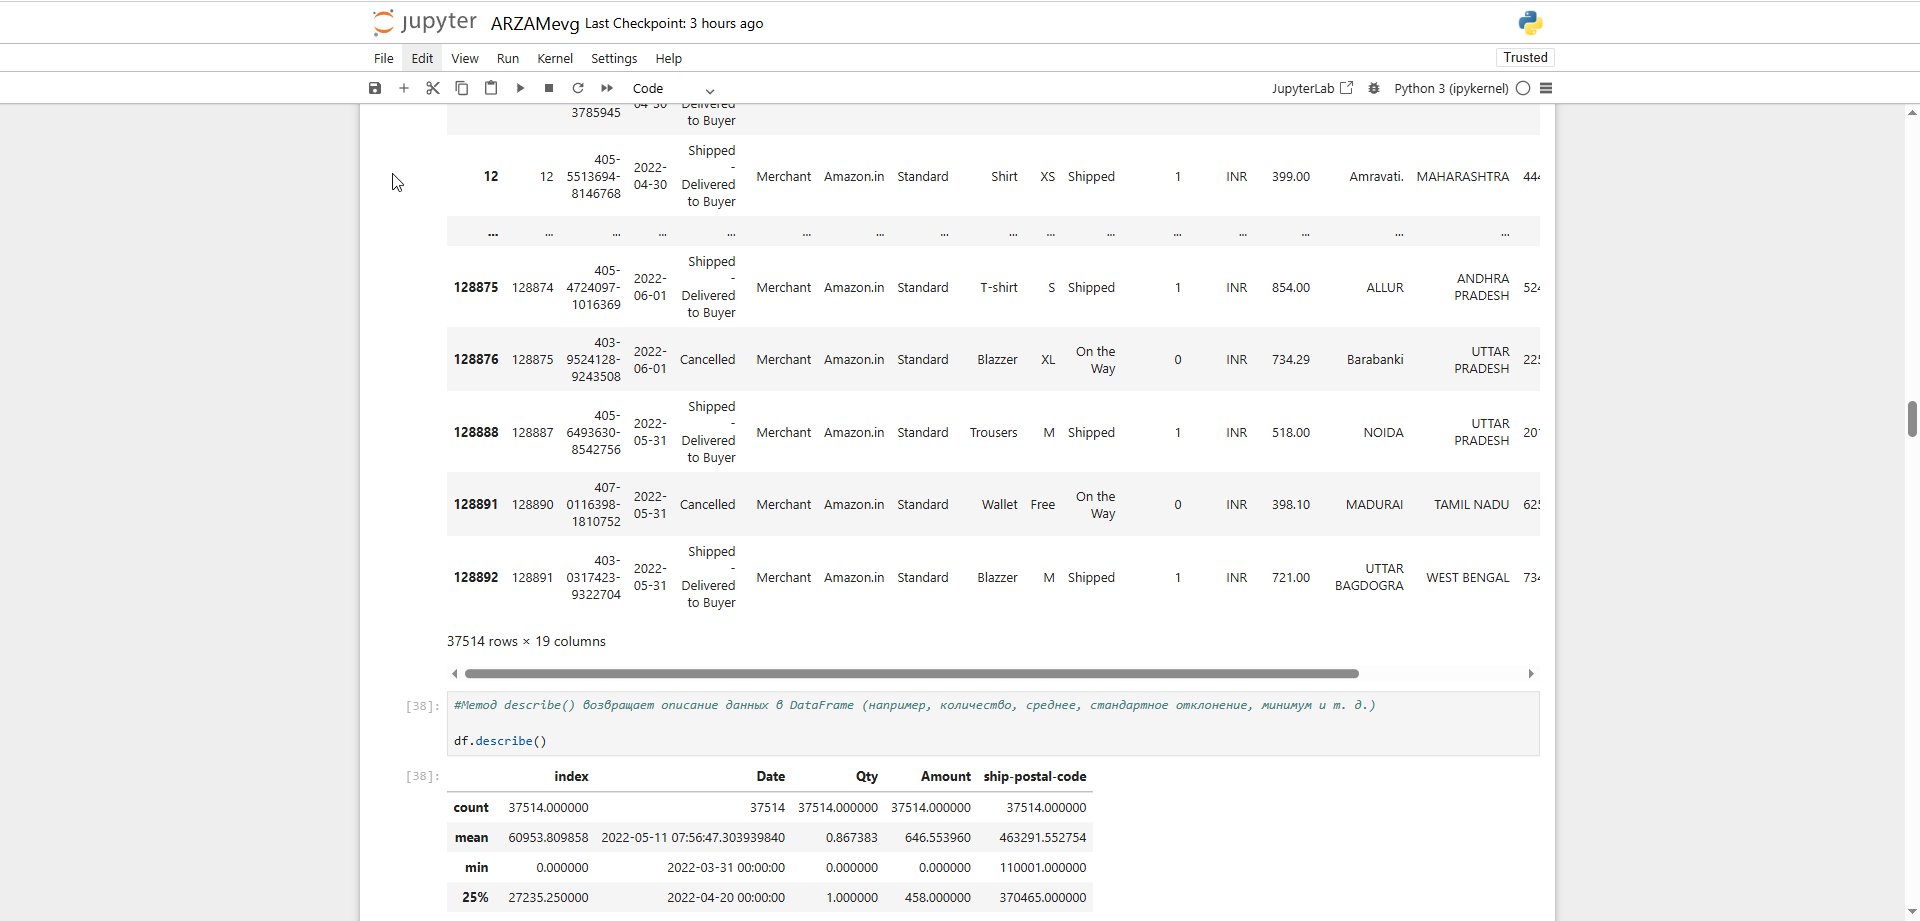 jupyter ARZAMevg Last Checkpoint: 3 hours ago
File Edit View Run Kernel Settings Help Trusted
Code JupyterLab Python 3 (ipykernel)
3785945 04-30 Delivered to Buyer
12 12 405-5513694-8146768 2022-04-30 Shipped - Delivered to Buyer Merchant Amazon.in Standard Shirt XS Shipped 1 INR 399.00 Amravati. MAHARASHTRA 444
... ... ... ... ... ... ... ... ... ... ... ... ... ... ... ...
128875 128874 405-4724097-1016369 2022-06-01 Shipped - Delivered to Buyer Merchant Amazon.in Standard T-shirt S Shipped 1 INR 854.00 ALLUR ANDHRA PRADESH 524
128876 128875 403-9524128-9243508 2022-06-01 Cancelled Merchant Amazon.in Standard Blazzer XL On the Way 0 INR 734.29 Barabanki UTTAR PRADESH 225
128888 128887 405-6493630-8542756 2022-05-31 Shipped - Delivered to Buyer Merchant Amazon.in Standard Trousers M Shipped 1 INR 518.00 NOIDA UTTAR PRADESH 201
128891 128890 407-0116398-1810752 2022-05-31 Cancelled Merchant Amazon.in Standard Wallet Free On the Way 0 INR 398.10 MADURAI TAMIL NADU 625
128892 128891 403-0317423-9322704 2022-05-31 Shipped - Delivered to Buyer Merchant Amazon.in Standard Blazzer M Shipped 1 INR 721.00 UTTAR BAGDOGRA WEST BENGAL 734
37514 rows × 19 columns
[38]: #Метод describe() возвращает описание данных в DataFrame (например, количество, среднее, стандартное отклонение, минимум и т. д.)
df.describe()
[38]: index Date Qty Amount ship-postal-code
count 37514.000000 37514 37514.000000 37514.000000 37514.000000
mean 60953.809858 2022-05-11 07:56:47.303939840 0.867383 646.553960 463291.552754
min 0.000000 2022-03-31 00:00:00 0.000000 0.000000 110001.000000
25% 27235.250000 2022-04-20 00:00:00 1.000000 458.000000 370465.000000